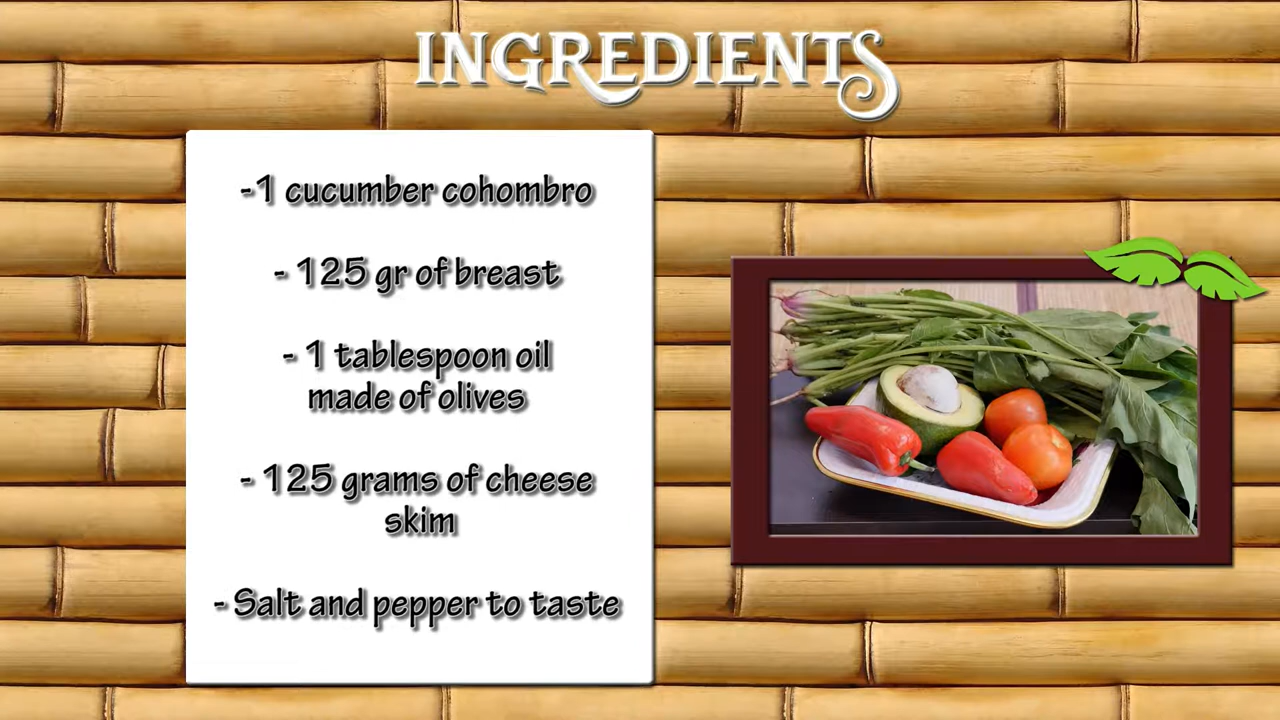 INGREDIENTS
-1 cucumber cohombro
- 125 gr of breast
- 1 tablespoon oil
made of olives
- 125 grams of cheese
skim
- Salt and pepper to taste